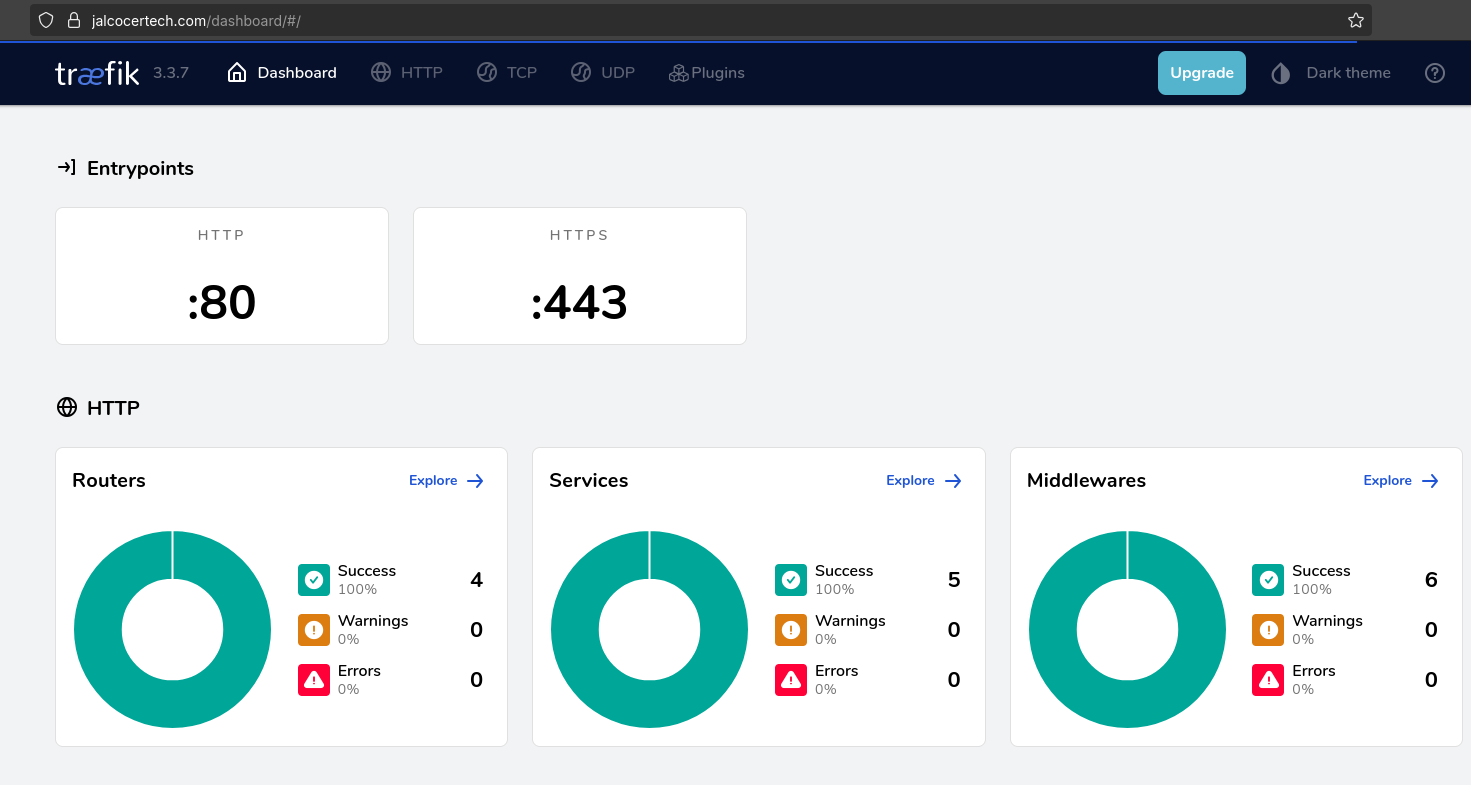 jalcocertech.com/dashboard/#/
træfik 3.3.7 Dashboard HTTP TCP UDP Plugins Upgrade Dark theme
Entrypoints
HTTP
:80
HTTPS
:443
HTTP
Routers Explore
Success 4
100%
Warnings 0
0%
Errors 0
0%
Services Explore
Success 5
100%
Warnings 0
0%
Errors 0
0%
Middlewares Explore
Success 6
100%
Warnings 0
0%
Errors 0
0%